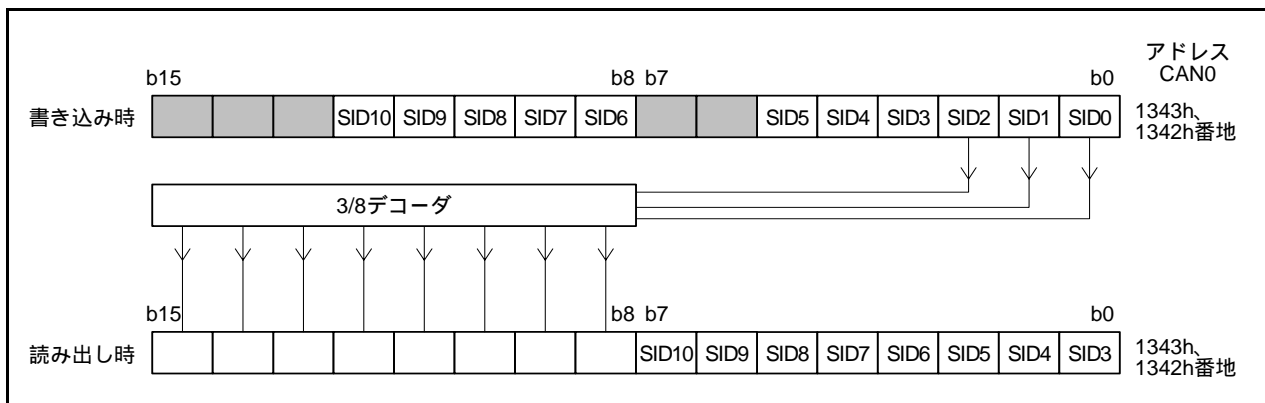 アドレス
CAN0
b15 b8 b7 b0
書き込み時 SID10 SID9 SID8 SID7 SID6 SID5 SID4 SID3 SID2 SID1 SID0 1343h、
1342h番地
3/8デコーダ
b15 b8 b7 b0
読み出し時 SID10 SID9 SID8 SID7 SID6 SID5 SID4 SID3 1343h、
1342h番地